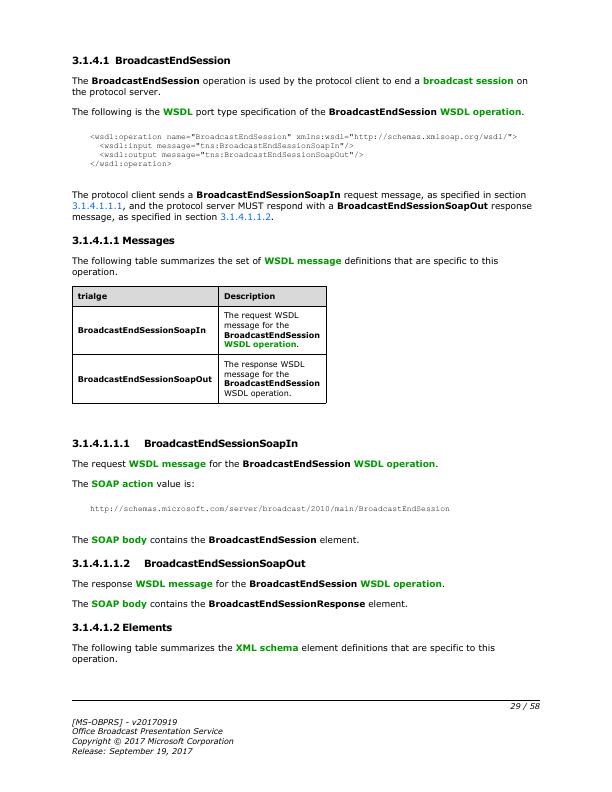 3.1.4.1 BroadcastEndSession
The BroadcastEndSession operation is used by the protocol client to end a broadcast session on
the protocol server.
The following is the WSDL port type specification of the BroadcastEndSession WSDL operation.
<wsdl:operation name="BroadcastEndSession" xmlns:wsdl="http://schemas.xmlsoap.org/wsdl/">
<wsdl:input message="tns:BroadcastEndSessionSoapIn"/>
<wsdl:output message="tns:BroadcastEndSessionSoapOut"/>
</wsdl:operation>
The protocol client sends a BroadcastEndSessionSoapIn request message, as specified in section
3.1.4.1.1.1, and the protocol server MUST respond with a BroadcastEndSessionSoapOut response
message, as specified in section 3.1.4.1.1.2.
3.1.4.1.1 Messages
The following table summarizes the set of WSDL message definitions that are specific to this
operation.
trialge Description
BroadcastEndSessionSoapIn
The request WSDL
message for the
BroadcastEndSession
WSDL operation.
BroadcastEndSessionSoapOut
The response WSDL
message for the
BroadcastEndSession
WSDL operation.
3.1.4.1.1.1 BroadcastEndSessionSoapIn
The request WSDL message for the BroadcastEndSession WSDL operation.
The SOAP action value is:
http://schemas.microsoft.com/server/broadcast/2010/main/BroadcastEndSession
The SOAP body contains the BroadcastEndSession element.
3.1.4.1.1.2 BroadcastEndSessionSoapOut
The response WSDL message for the BroadcastEndSession WSDL operation.
The SOAP body contains the BroadcastEndSessionResponse element.
3.1.4.1.2 Elements
The following table summarizes the XML schema element definitions that are specific to this
operation.
29 / 58
[MS-OBPRS] - v20170919
Office Broadcast Presentation Service
Copyright © 2017 Microsoft Corporation
Release: September 19, 2017